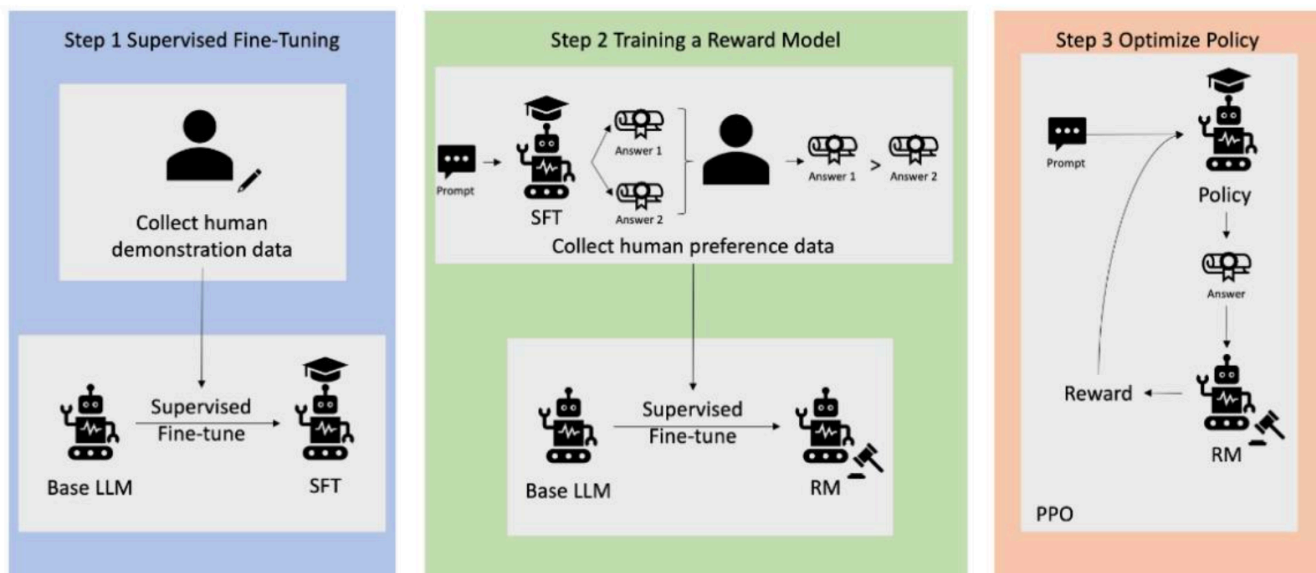 Step 1 Supervised Fine-Tuning
Collect human
demonstration data
Base LLM
Supervised
Fine-tune
SFT
Step 2 Training a Reward Model
Prompt
SFT
Answer 1
Answer 2
Answer 1
>
Answer 2
Collect human preference data
Base LLM
Supervised
Fine-tune
RM
Step 3 Optimize Policy
Prompt
Policy
Answer
Reward
RM
PPO